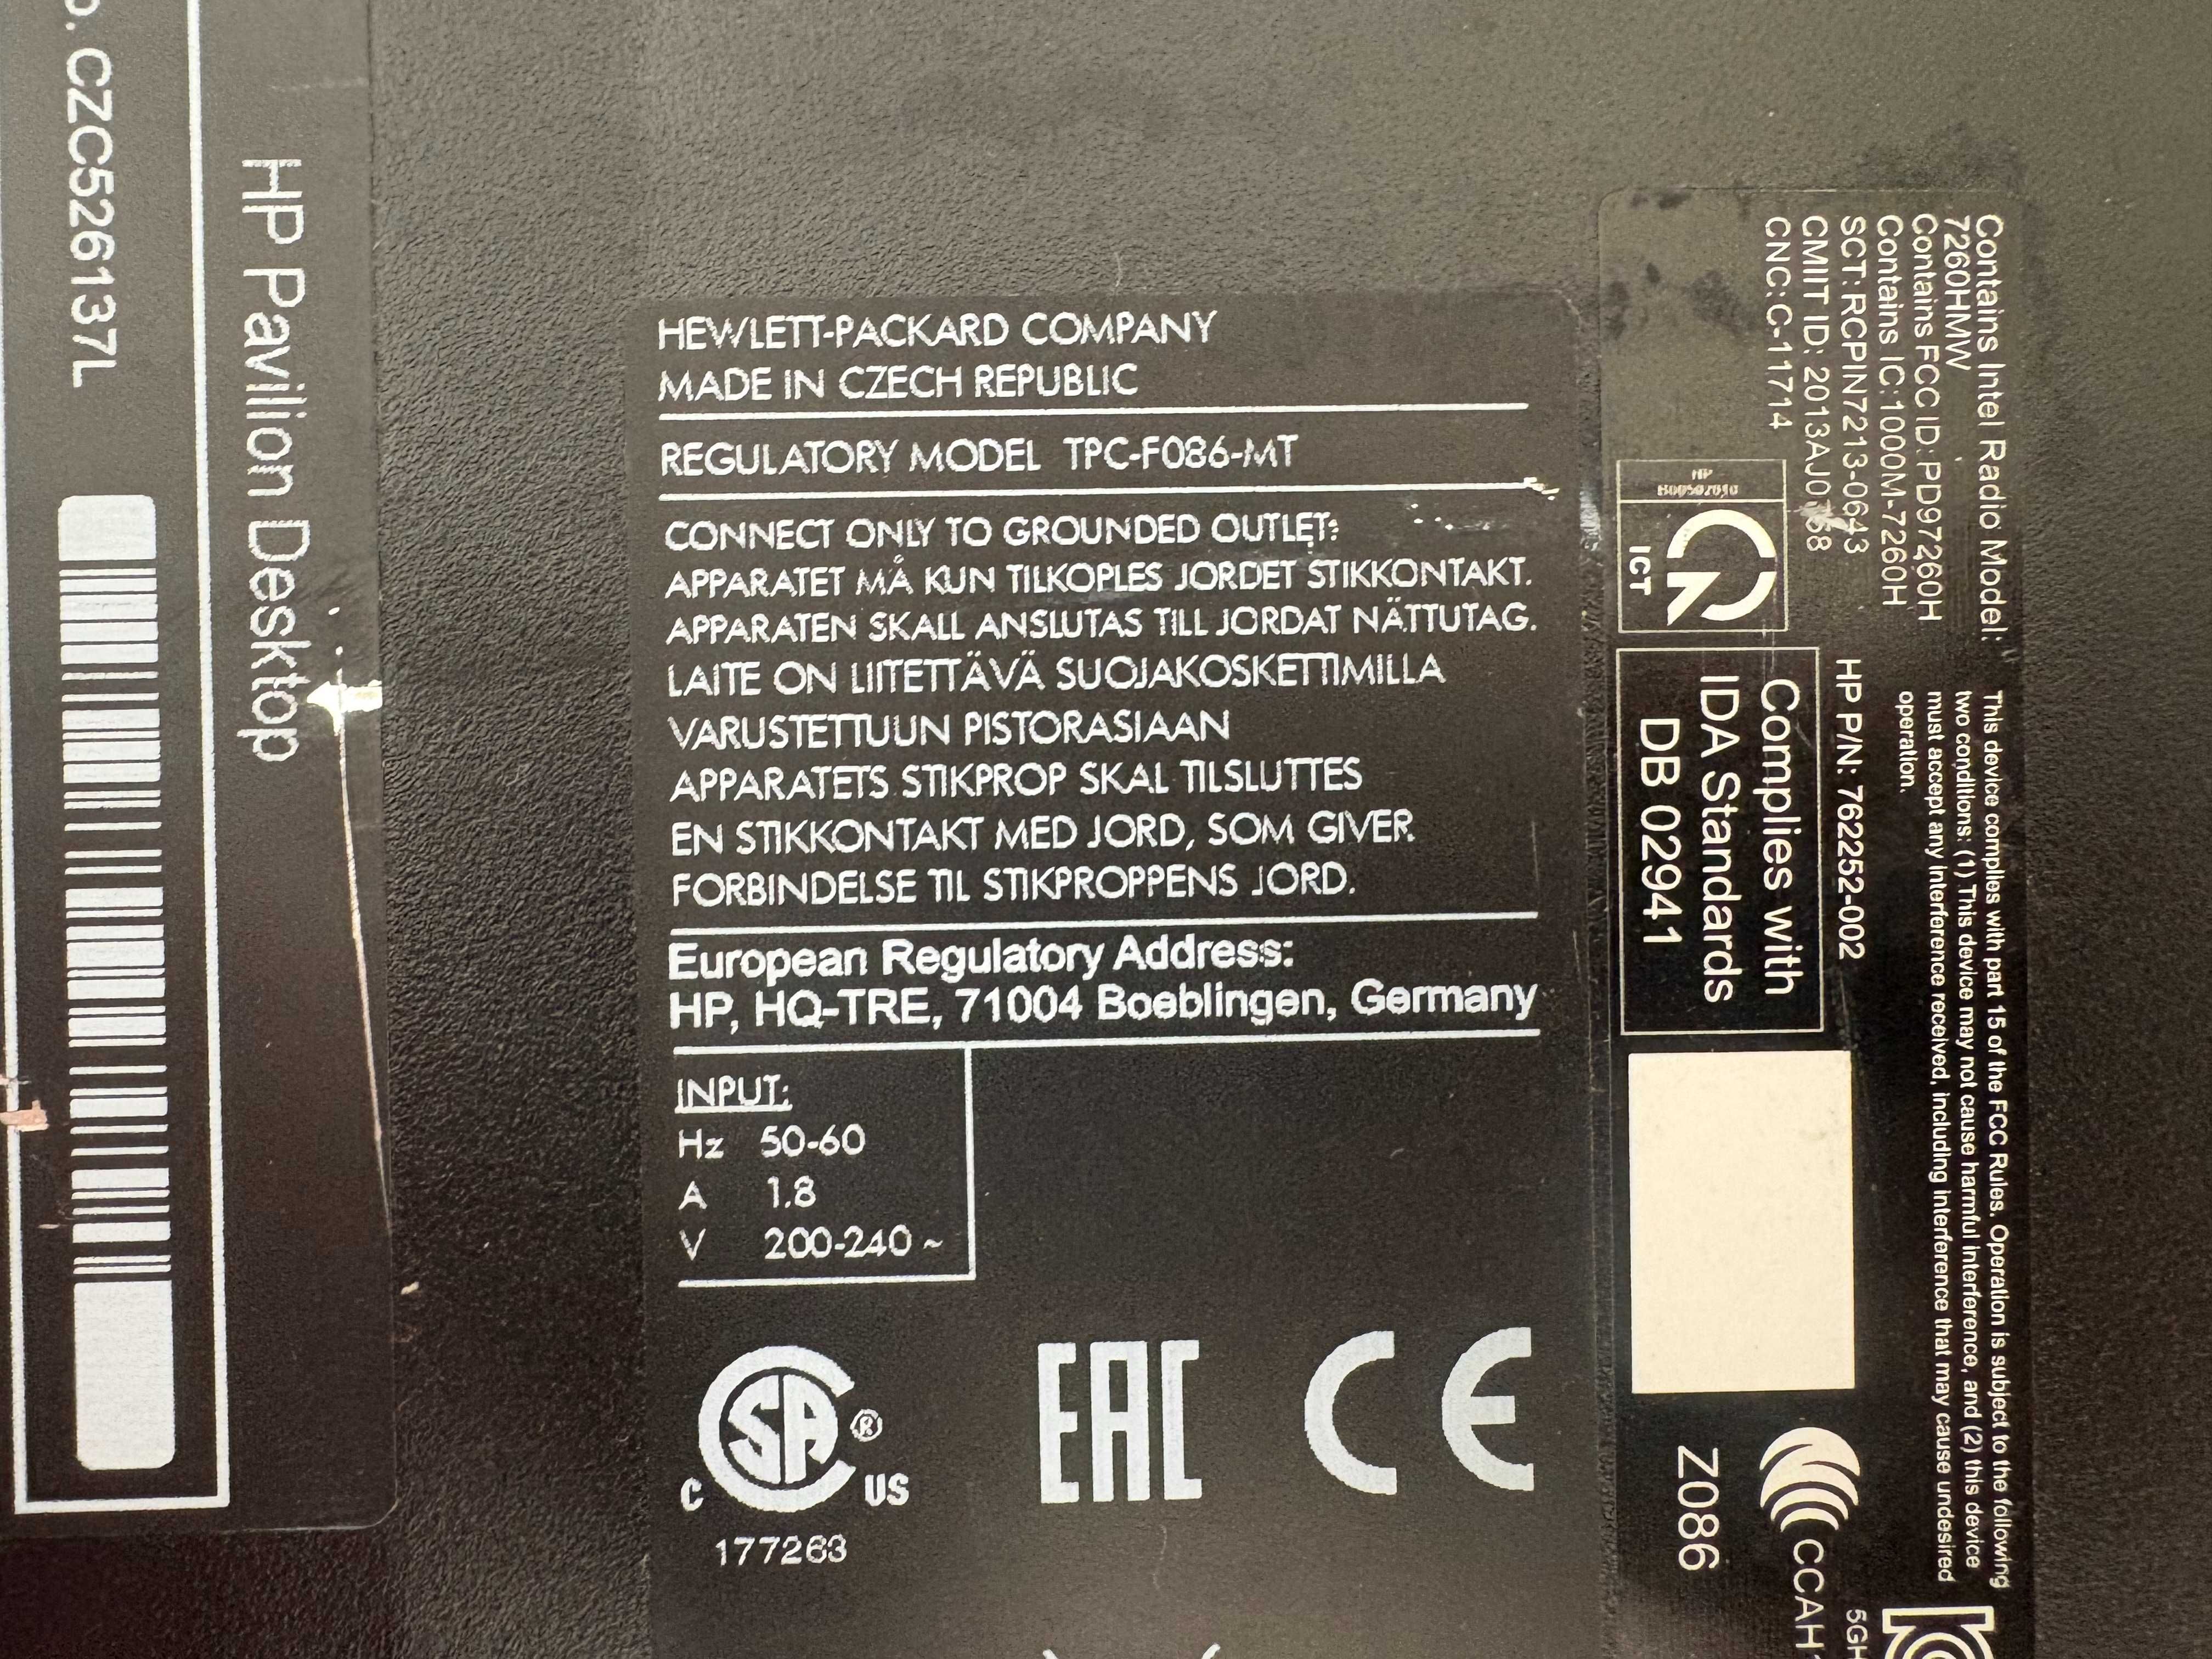 CZC526137L
HP Pavilion Desktop
HEWLETT-PACKARD COMPANY
MADE IN CZECH REPUBLIC
REGULATORY MODEL TPC-F086-MT
CONNECT ONLY TO GROUNDED OUTLET:
APPARATET MÅ KUN TILKOPLES JORDET STIKKONTAKT.
APPARATEN SKALL ANSLUTAS TILL JORDAT NÄTTUTAG.
LAITE ON LIITETTÄVÄ SUOJAKOSKETTIMILLA
VARUSTETTUUN PISTORASIAAN
APPARATETS STIKPROP SKAL TILSLUTTES
EN STIKKONTAKT MED JORD, SOM GIVER
FORBINDELSE TIL STIKPROPPENS JORD.
European Regulatory Address:
HP, HQ-TRE, 71004 Boeblingen, Germany
INPUT:
Hz 50-60
A 1.8
V 200-240 ~
C SA ® US
177263
EAC CE
Contains Intel Radio Model:
7260HMW
Contains FCC ID: PD97260H
Contains IC:1000M-7260H
SCT: RCPIN7213-0643
CMIIT ID: 2013AJ0768
CNC: C-11714
HP
ICT
This device complies with part 15 of the FCC Rules. Operation is subject to the following
two conditions: (1) This device may not cause harmful interference, and (2) this device
must accept any interference received, including interference that may cause undesired
operation.
HP P/N: 762252-002
Complies with
IDA Standards
DB 02941
CCAH
Z086